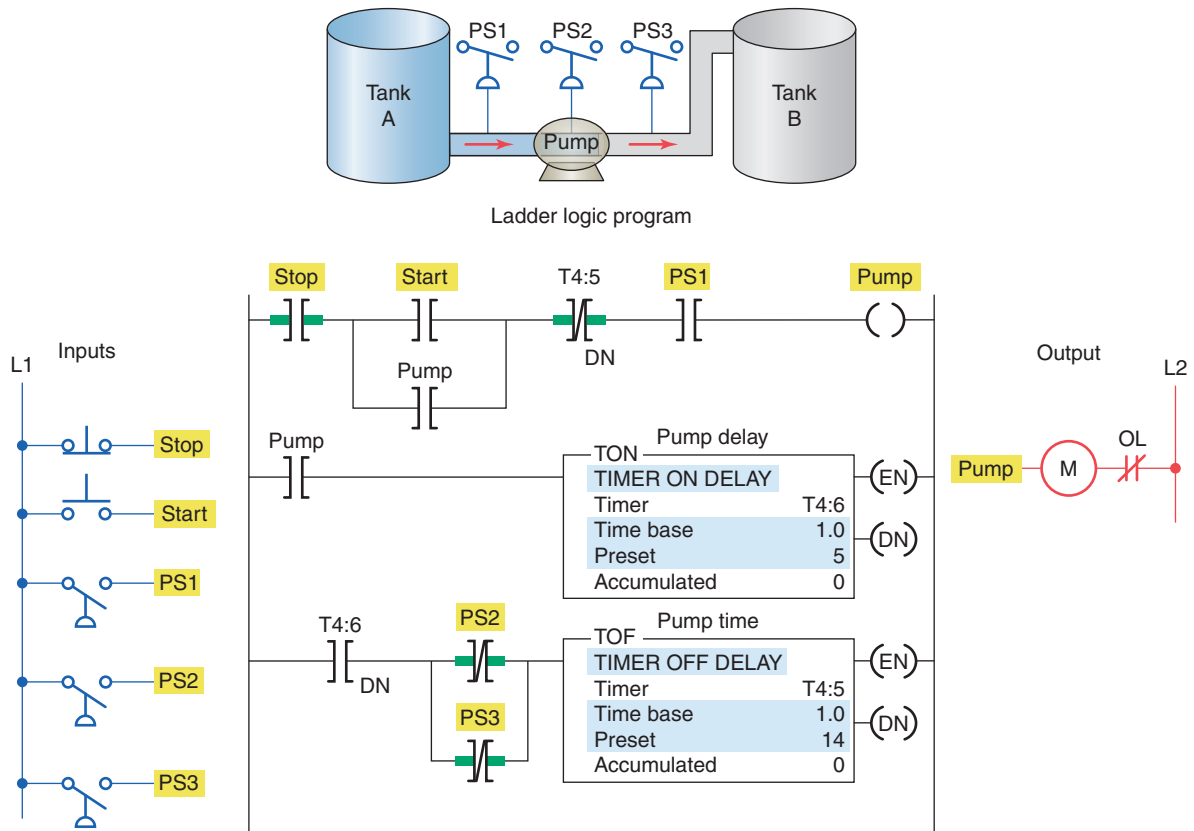 PS1
PS2
PS3
Tank
A
Pump
Tank
B
Ladder logic program
Inputs
L1
Stop
Start
PS1
PS2
PS3
Stop
Start
T4:5
DN
PS1
Pump
Pump
Pump
Pump delay
TON
TIMER ON DELAY
Timer T4:6
Time base 1.0
Preset 5
Accumulated 0
EN
DN
T4:6
DN
PS2
PS3
Pump time
TOF
TIMER OFF DELAY
Timer T4:5
Time base 1.0
Preset 14
Accumulated 0
EN
DN
Output
L2
Pump
M
OL